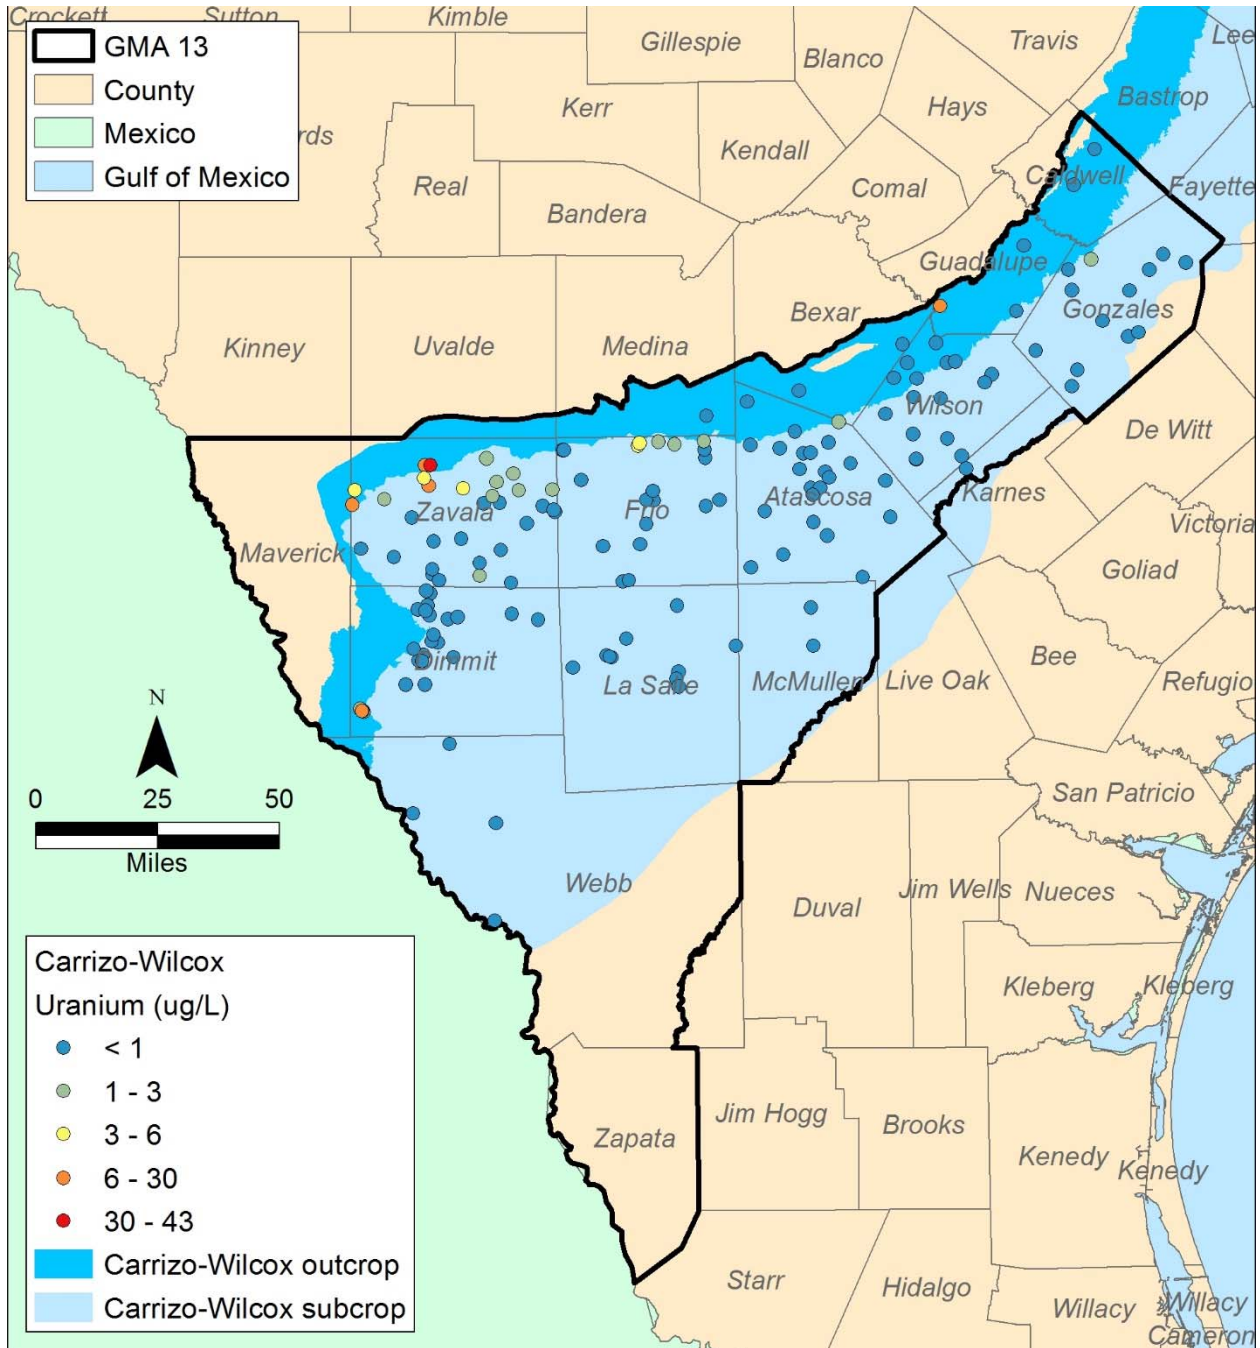 Crockett
Sutton
Kimble
Gillespie
Blanco
Travis
Lee
GMA 13
County
Mexico
Gulf of Mexico
rds
Kerr
Hays
Bastrop
Real
Kendall
Comal
Caldwell
Fayette
Bandera
Guadalupe
Bexar
Gonzales
Kinney
Uvalde
Medina
Wilson
De Witt
Zavala
Frio
Atascosa
Karnes
Victoria
Maverick
Goliad
Dimmit
La Salle
McMullen
Live Oak
Bee
Refugio
N
0 25 50
Miles
San Patricio
Webb
Duval
Jim Wells
Nueces
Kleberg
Kleberg
Carrizo-Wilcox
Uranium (ug/L)
< 1
1 - 3
3 - 6
6 - 30
30 - 43
Carrizo-Wilcox outcrop
Carrizo-Wilcox subcrop
Zapata
Jim Hogg
Brooks
Kenedy
Kenedy
Starr
Hidalgo
Willacy
Willacy
Cameron